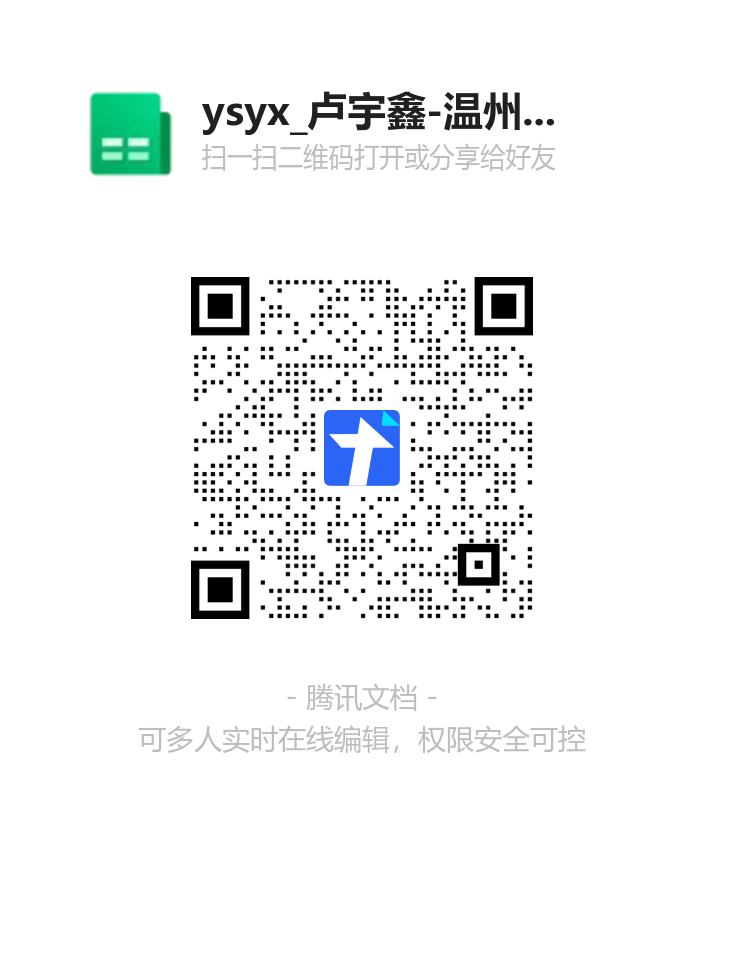 ysyx_卢宇鑫-温州...
扫一扫二维码打开或分享给好友
- 腾讯文档 -
可多人实时在线编辑，权限安全可控